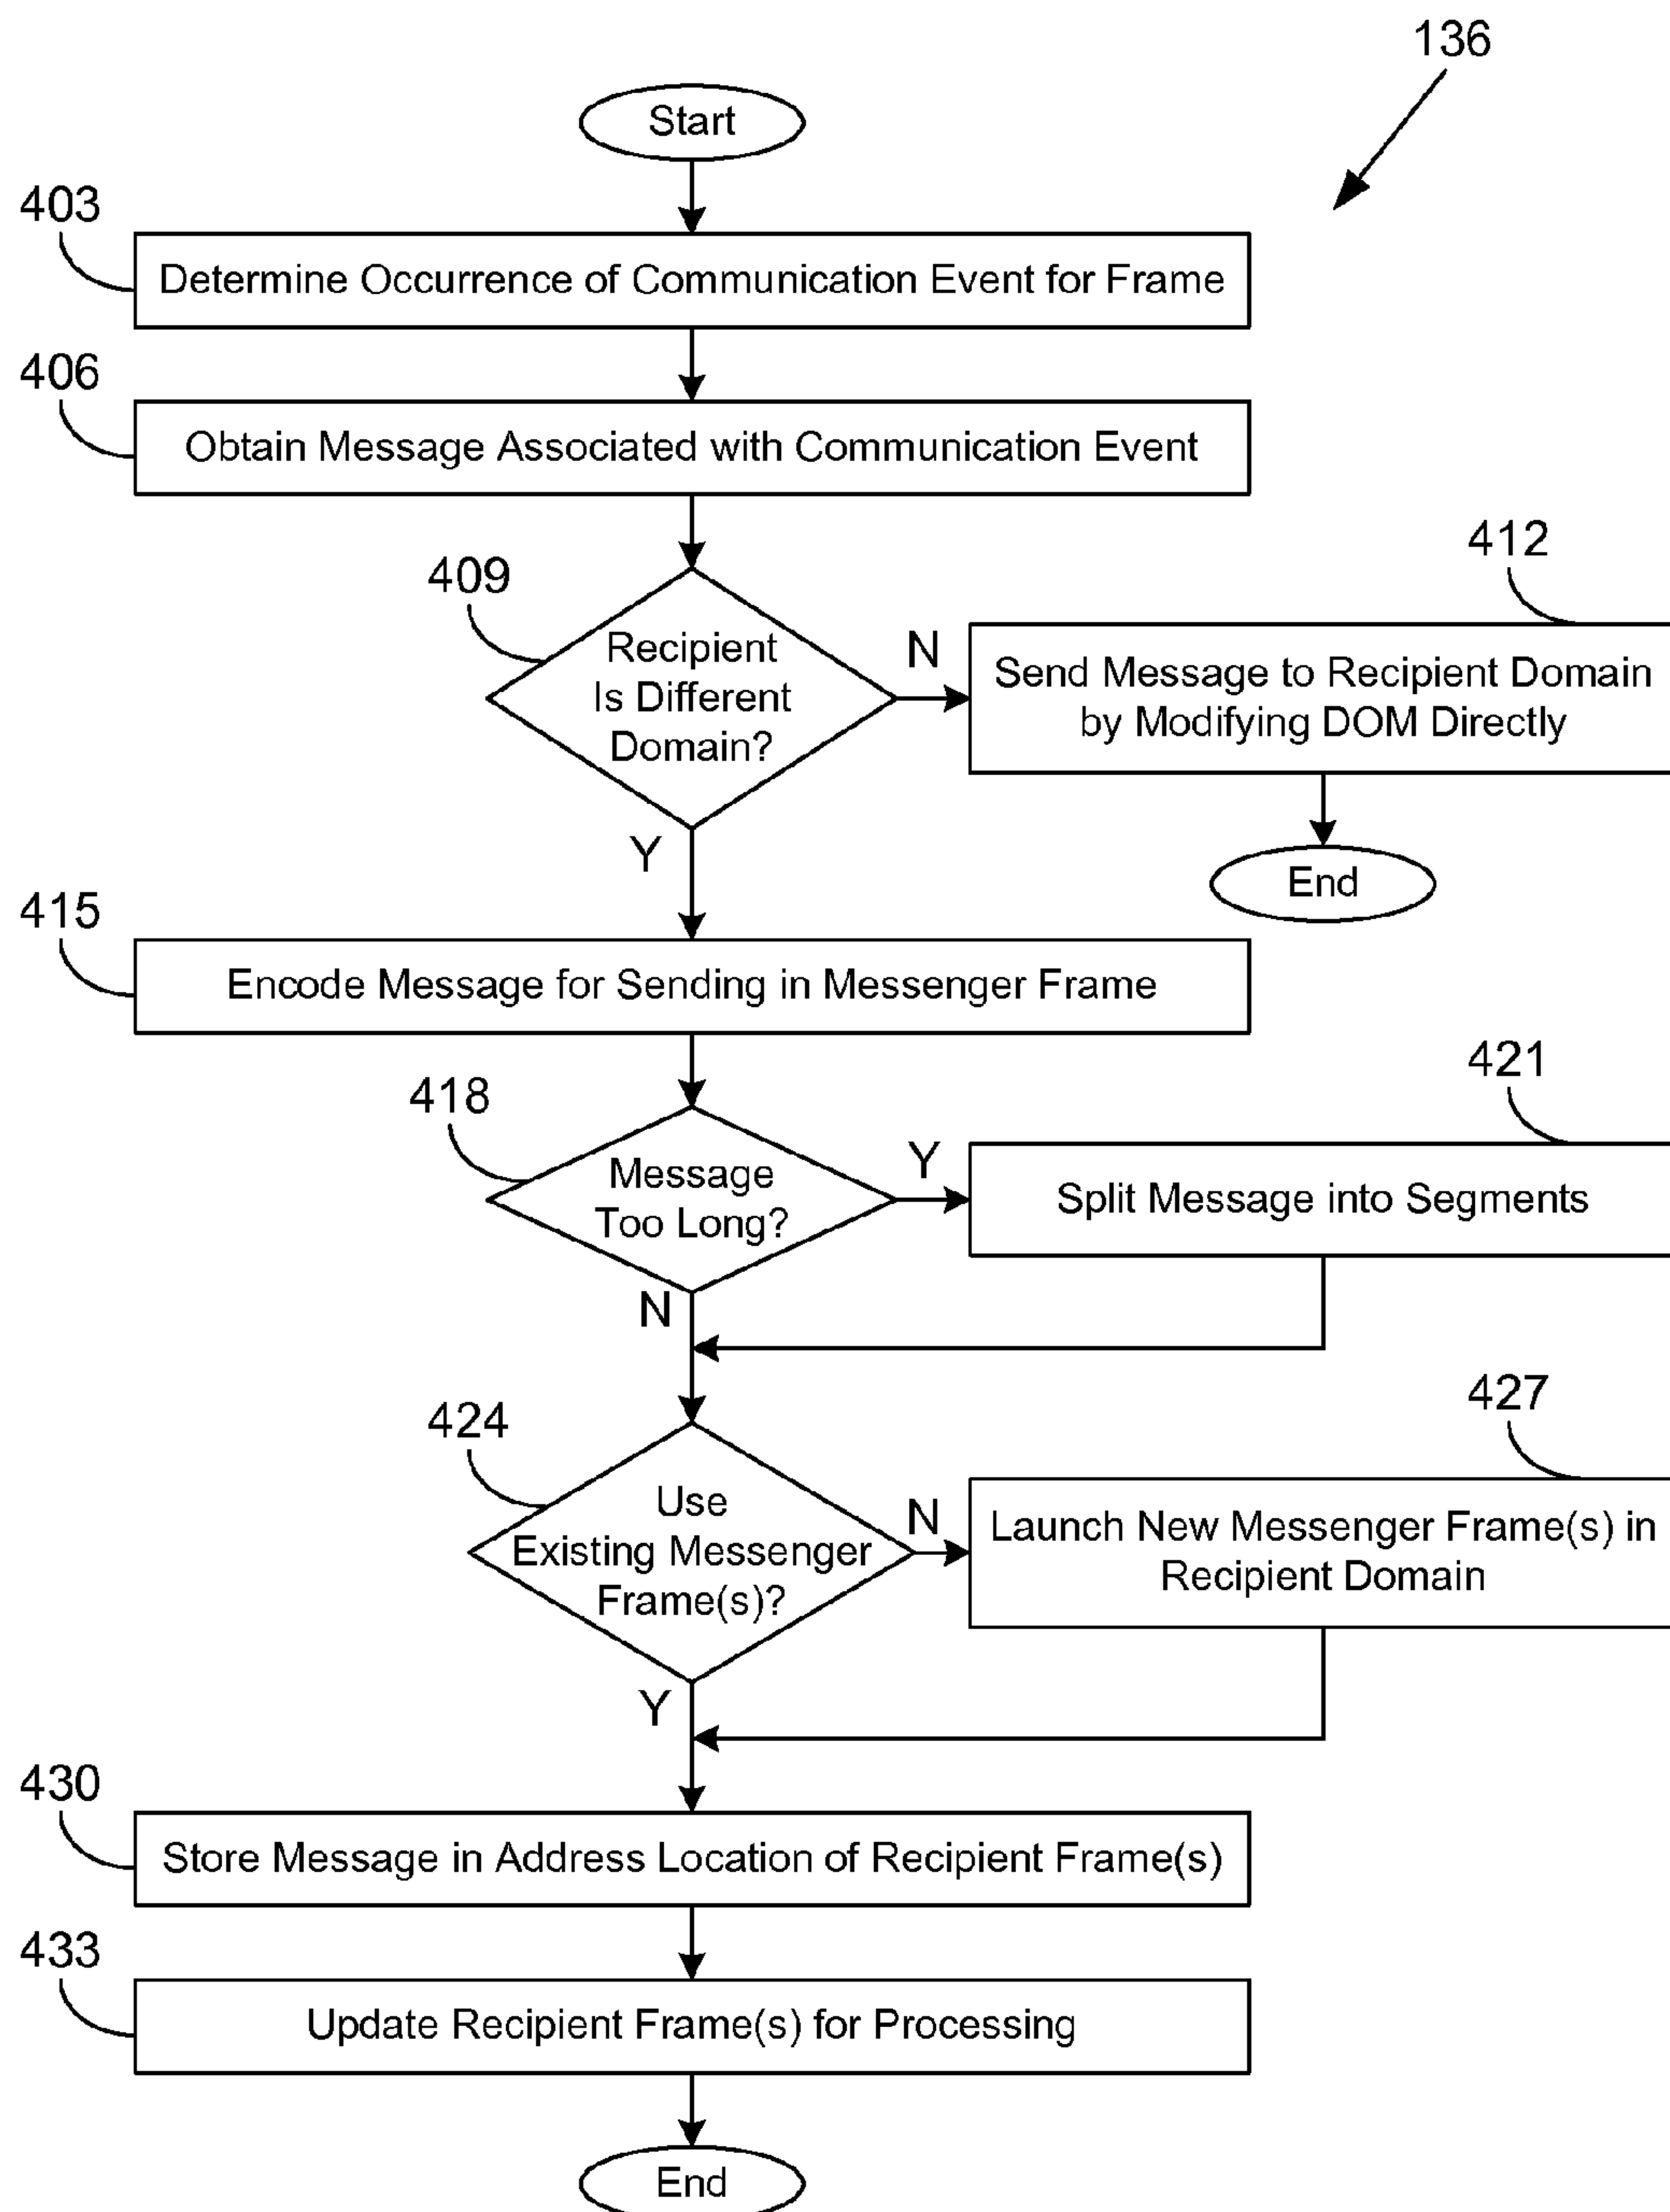 136
Start
403
Determine Occurrence of Communication Event for Frame
406
Obtain Message Associated with Communication Event
409
Recipient
Is Different
Domain?
N
412
Send Message to Recipient Domain
by Modifying DOM Directly
End
Y
415
Encode Message for Sending in Messenger Frame
418
Message
Too Long?
Y
421
Split Message into Segments
N
424
Use
Existing Messenger
Frame(s)?
N
427
Launch New Messenger Frame(s) in
Recipient Domain
Y
430
Store Message in Address Location of Recipient Frame(s)
433
Update Recipient Frame(s) for Processing
End